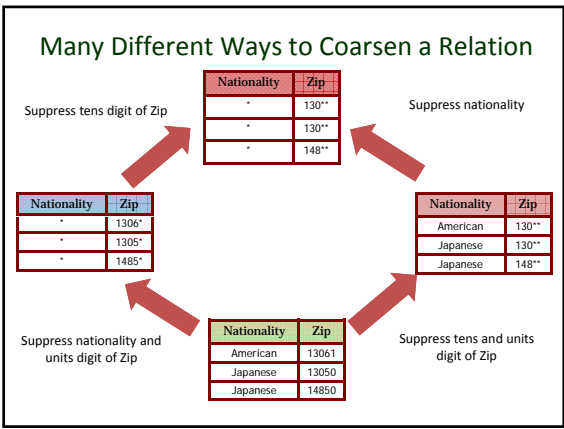 Many Different Ways to Coarsen a Relation
Nationality Zip
* 130**
* 130**
* 148**
Suppress tens digit of Zip
Suppress nationality
Nationality Zip
* 1306*
* 1305*
* 1485*
Nationality Zip
American 130**
Japanese 130**
Japanese 148**
Suppress nationality and
units digit of Zip
Nationality Zip
American 13061
Japanese 13050
Japanese 14850
Suppress tens and units
digit of Zip